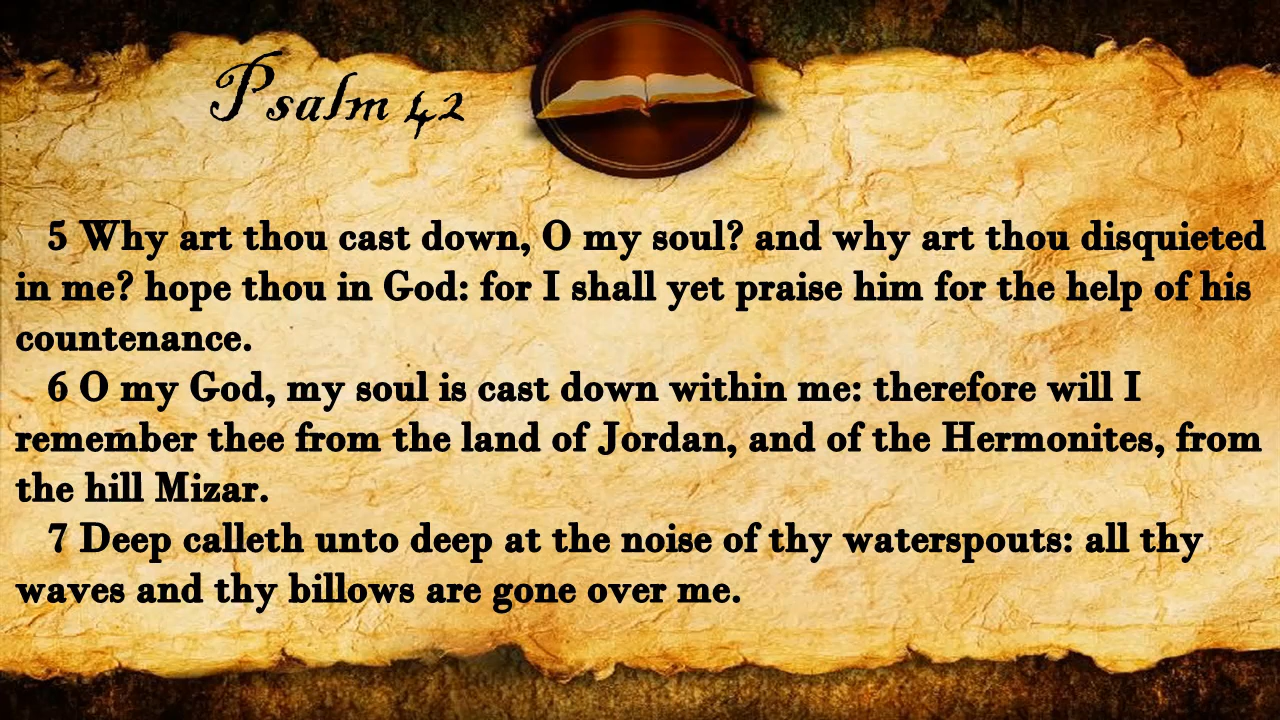 Psalm 42
5 Why art thou cast down, O my soul? and why art thou disquieted
in me? hope thou in God: for I shall yet praise him for the help of his
countenance.
6 O my God, my soul is cast down within me: therefore will I
remember thee from the land of Jordan, and of the Hermonites, from
the hill Mizar.
7 Deep calleth unto deep at the noise of thy waterspouts: all thy
waves and thy billows are gone over me.